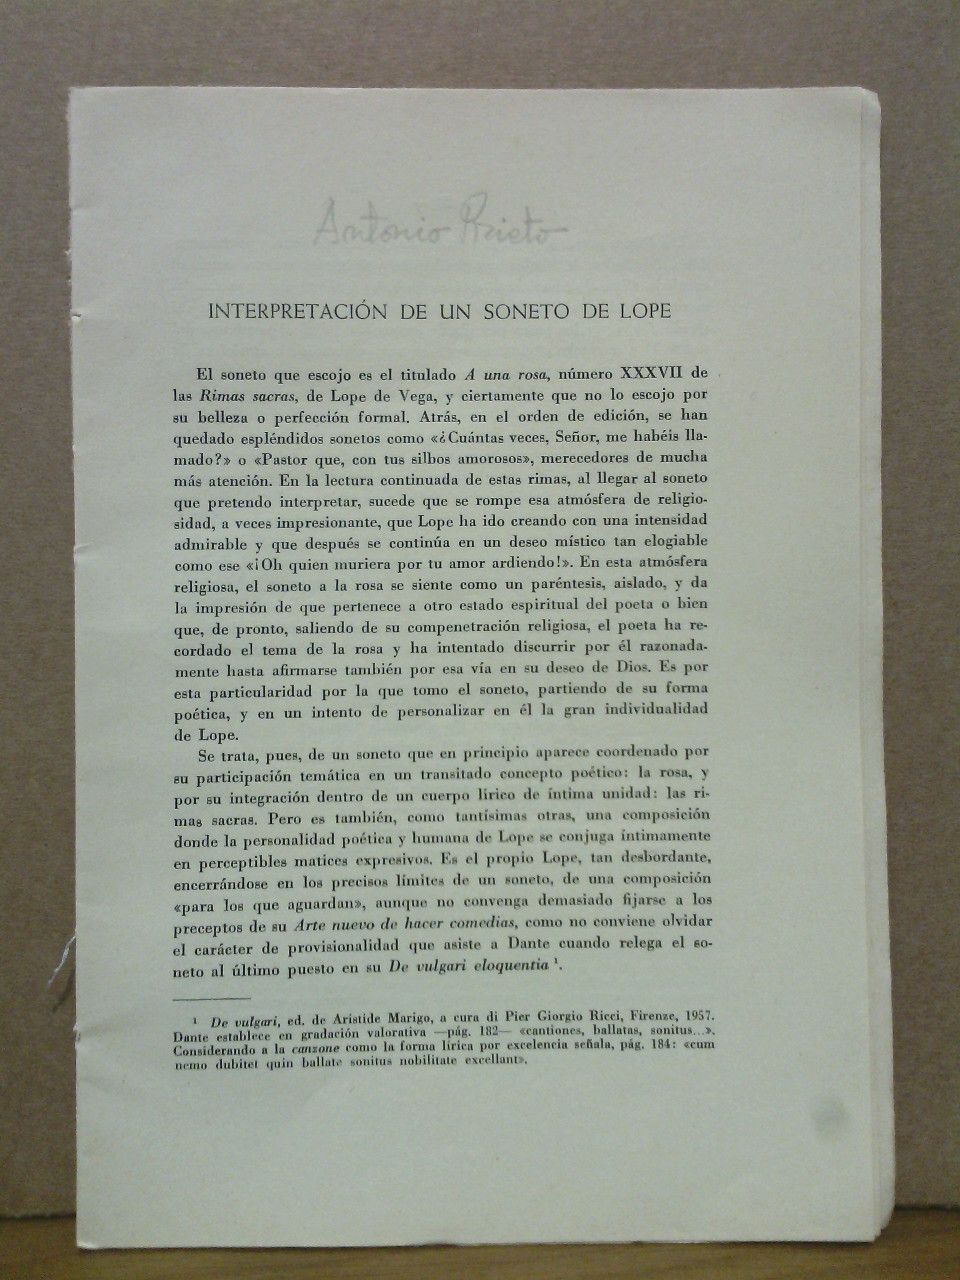 Antonio Prieto
INTERPRETACIÓN DE UN SONETO DE LOPE
El soneto que escojo es el titulado A una rosa, número XXXVII de
las Rimas sacras, de Lope de Vega, y ciertamente que no lo escojo por
su belleza o perfección formal. Atrás, en el orden de edición, se han
quedado espléndidos sonetos como «¿Cuántas veces, Señor, me habéis lla-
mado?» o «Pastor que, con tus silbos amorosos», merecedores de mucha
más atención. En la lectura continuada de estas rimas, al llegar al soneto
que pretendo interpretar, sucede que se rompe esa atmósfera de religio-
sidad, a veces impresionante, que Lope ha ido creando con una intensidad
admirable y que después se continúa en un deseo místico tan elogiable
como ese «¡Oh quien muriera por tu amor ardiendo!». En esta atmósfera
religiosa, el soneto a la rosa se siente como un paréntesis, aislado, y da
la impresión de que pertenece a otro estado espiritual del poeta o bien
que, de pronto, saliendo de su compenetración religiosa, el poeta ha re-
cordado el tema de la rosa y ha intentado discurrir por él razonada-
mente hasta afirmarse también por esa vía en su deseo de Dios. Es por
esta particularidad por la que tomo el soneto, partiendo de su forma
poética, y en un intento de personalizar en él la gran individualidad
de Lope.
Se trata, pues, de un soneto que en principio aparece coordenado por
su participación temática en un transitado concepto poético: la rosa, y
por su integración dentro de un cuerpo lírico de íntima unidad: las ri-
mas sacras. Pero es también, como tantísimas otras, una composición
donde la personalidad poética y humana de Lope se conjuga íntimamente
en perceptibles matices expresivos. Es el propio Lope, tan desbordante,
encerrándose en los precisos límites de un soneto, de una composición
«para los que aguardan», aunque no convenga demasiado fijarse a los
preceptos de su Arte nuevo de hacer comedias, como no conviene olvidar
el carácter de provisionalidad que asiste a Dante cuando relega el so-
neto al último puesto en su De vulgari eloquentia ¹.
¹ De vulgari, ed. de Aristide Marigo, a cura di Pier Giorgio Ricci, Firenze, 1957.
Dante establece en gradación valorativa —pág. 182— «cantiones, ballatas, sonitus...».
Considerando a la canzone como la forma lírica por excelencia señala, pág. 184: «cum
nemo dubitet quin ballate sonitus nobilitate excellant».